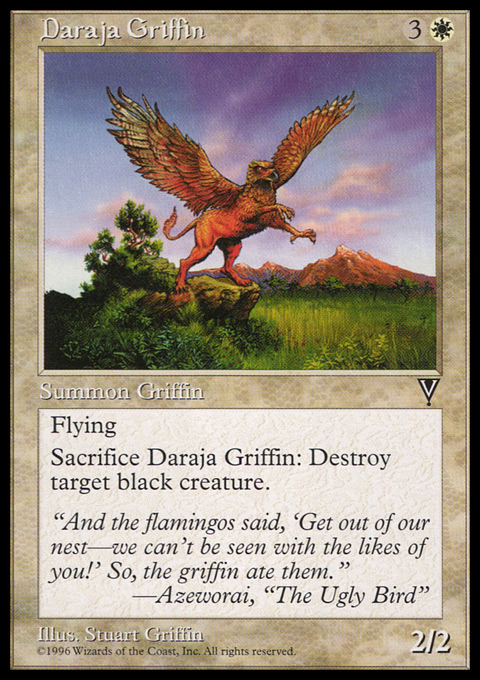 Daraja Griffin 3
Summon Griffin
Flying
Sacrifice Daraja Griffin: Destroy
target black creature.
“And the flamingos said, ‘Get out of our
nest—we can’t be seen with the likes of
you!’ So, the griffin ate them.”
—Azeworai, “The Ugly Bird”
Illus. Stuart Griffin
2/2
©1996 Wizards of the Coast, Inc. All rights reserved.